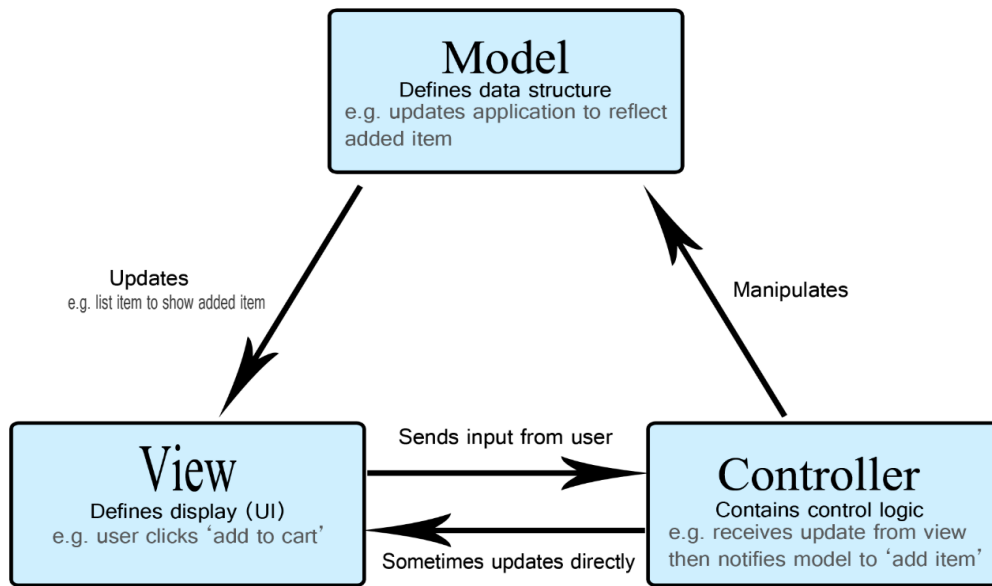 Model
Defines data structure
e.g. updates application to reflect
added item
Updates
e.g. list item to show added item
Manipulates
View
Defines display (UI)
e.g. user clicks ‘add to cart’
Sends input from user
Sometimes updates directly
Controller
Contains control logic
e.g. receives update from view
then notifies model to ‘add item’